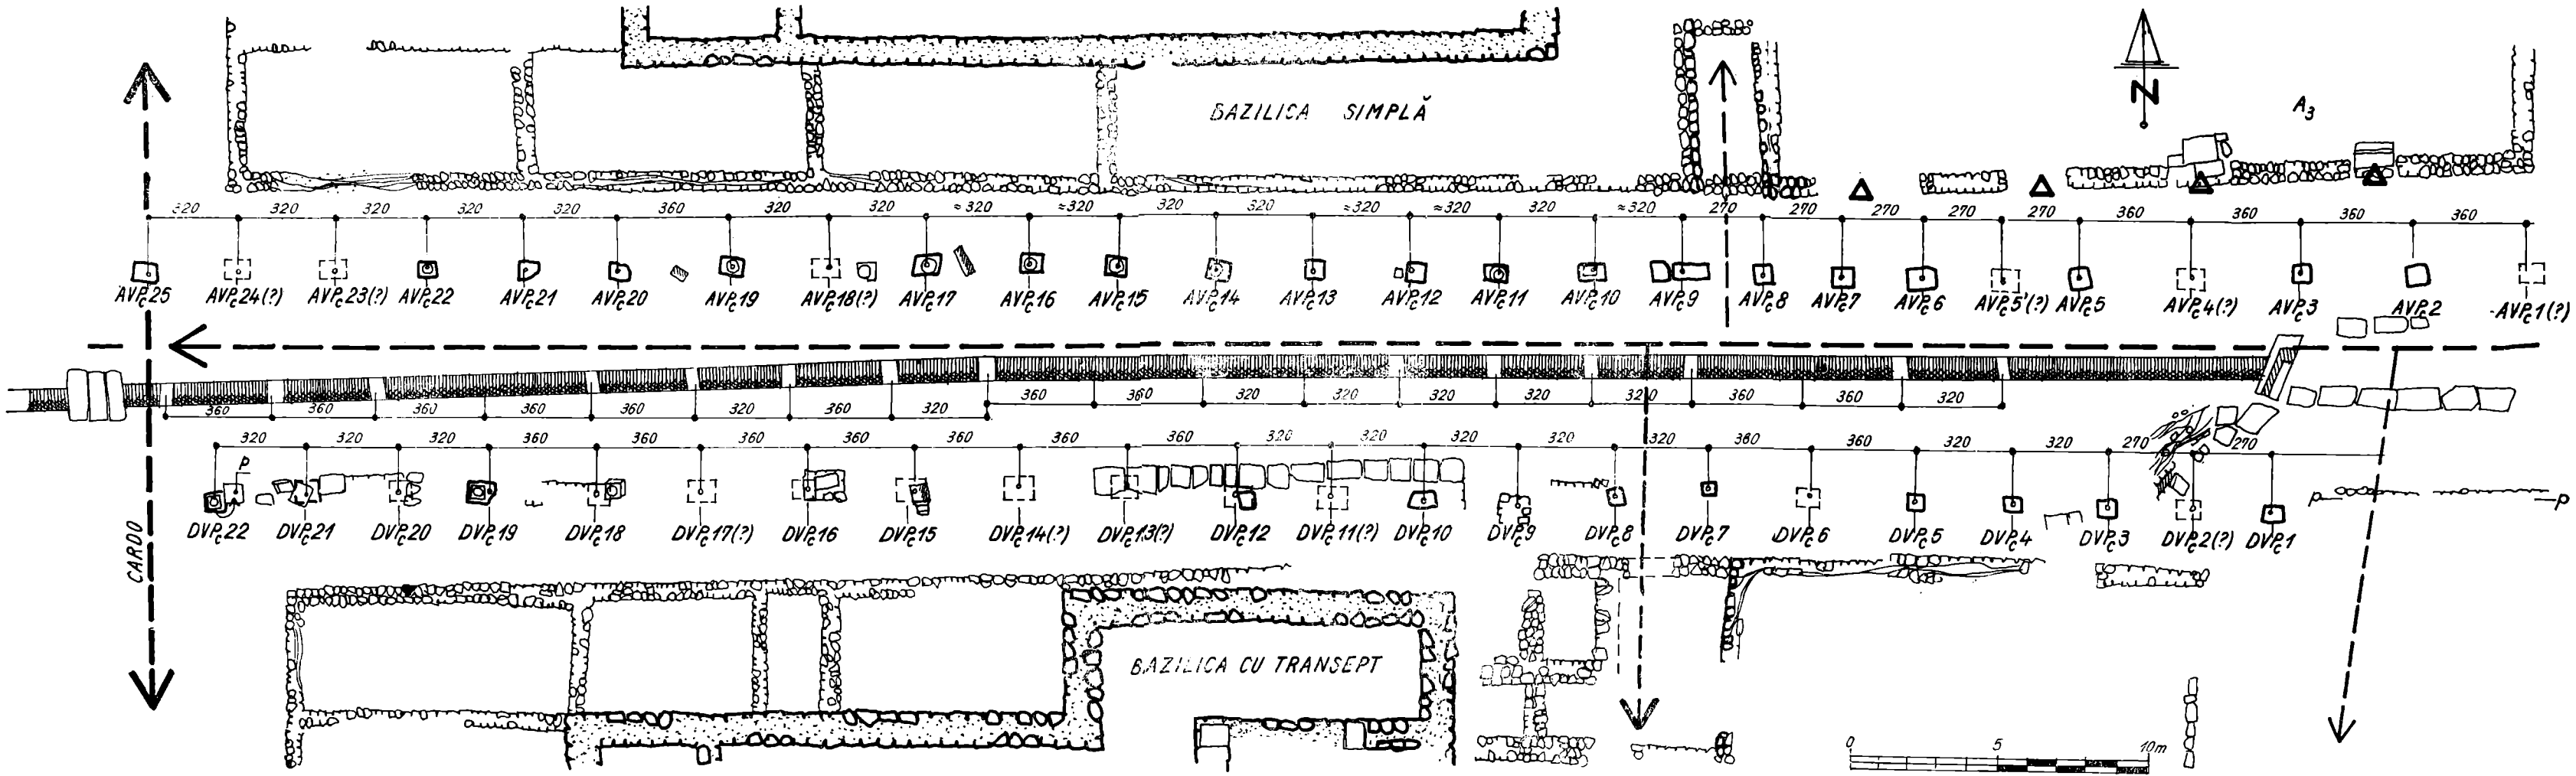 BAZILICA SIMPLĂ
N
A3
320 320 320 320 320 360 320 320 ≈320 ≈320 320 320 ≈320 ≈320 320 ≈320 270 270 270 270 270 360 360 360 360
AVPc25 AVPc24(?) AVPc23(?) AVPc22 AVPc21 AVPc20 AVPc19 AVPc18(?) AVPc17 AVPc16 AVPc15 AVPc14 AVPc13 AVPc12 AVPc11 AVPc10 AVPc9 AVPc8 AVPc7 AVPc6 AVPc5'(?) AVPc5 AVPc4(?) AVPc3 AVPc2 AVPc1(?)
360 360 360 360 360 320 360 320 360 360 320 320 320 320 320 360 360 320
320 320 320 360 360 360 360 360 360 360 320 320 320 320 320 360 360 320 320 270 270
P
P P
DVPc22 DVPc21 DVPc20 DVPc19 DVPc18 DVPc17(?) DVPc16 DVPc15 DVPc14(?) DVPc13(?) DVPc12 DVPc11(?) DVPc10 DVPc9 DVPc8 DVPc7 DVPc6 DVPc5 DVPc4 DVPc3 DVPc2(?) DVPc1
CARDO
BAZILICA CU TRANSEPT
0 5 10m